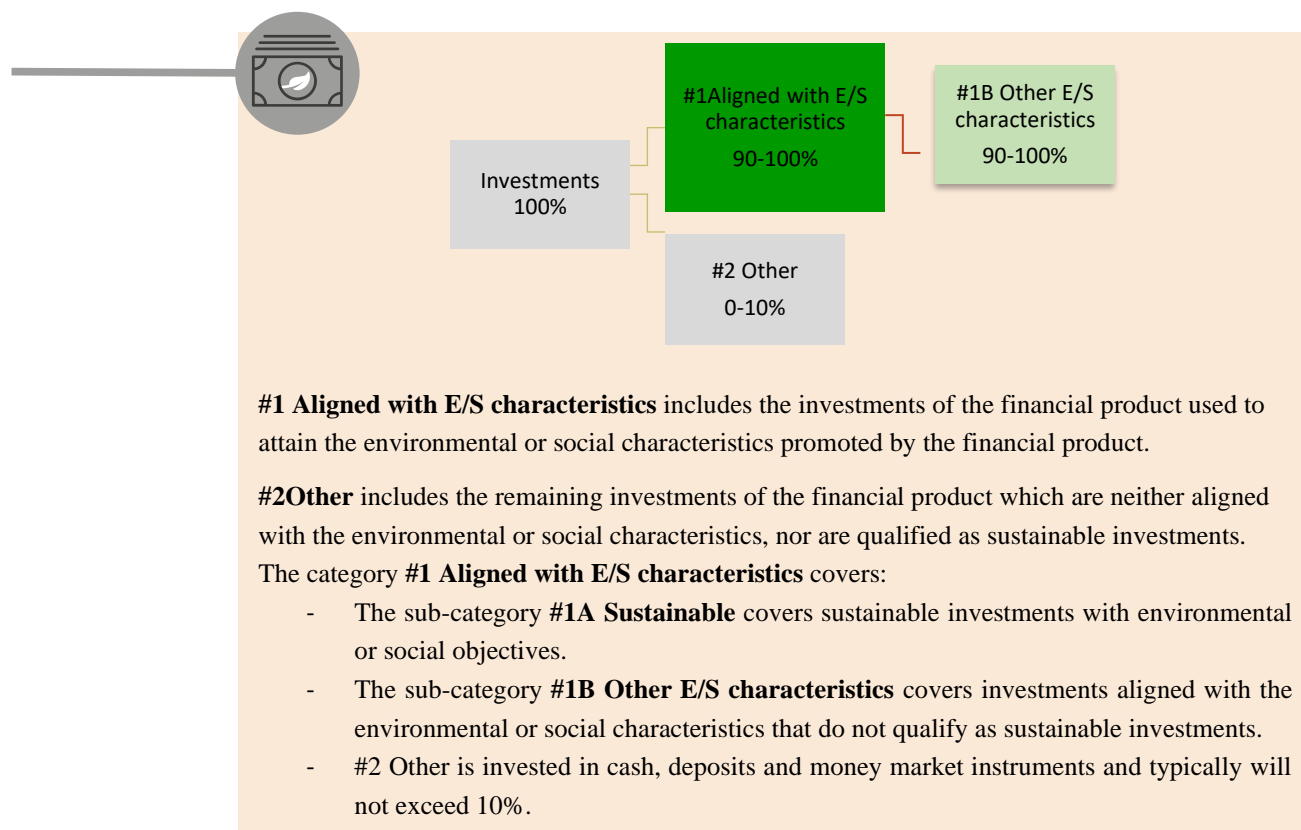 #1Aligned with E/S
characteristics
90-100%
#1B Other E/S
characteristics
90-100%
Investments
100%
#2 Other
0-10%
#1 Aligned with E/S characteristics includes the investments of the financial product used to
attain the environmental or social characteristics promoted by the financial product.
#2Other includes the remaining investments of the financial product which are neither aligned
with the environmental or social characteristics, nor are qualified as sustainable investments.
The category #1 Aligned with E/S characteristics covers:
- The sub-category #1A Sustainable covers sustainable investments with environmental
or social objectives.
- The sub-category #1B Other E/S characteristics covers investments aligned with the
environmental or social characteristics that do not qualify as sustainable investments.
- #2 Other is invested in cash, deposits and money market instruments and typically will
not exceed 10%.